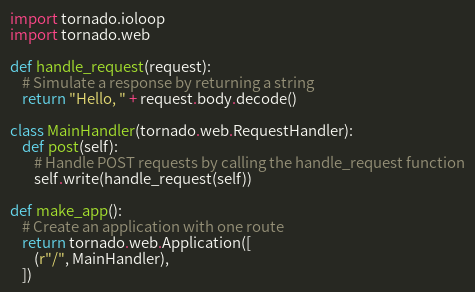 import tornado.ioloop
import tornado.web

def handle_request(request):
    # Simulate a response by returning a string
    return "Hello, " + request.body.decode()

class MainHandler(tornado.web.RequestHandler):
    def post(self):
        # Handle POST requests by calling the handle_request function
        self.write(handle_request(self))

def make_app():
    # Create an application with one route
    return tornado.web.Application([
        (r"/", MainHandler),
    ])